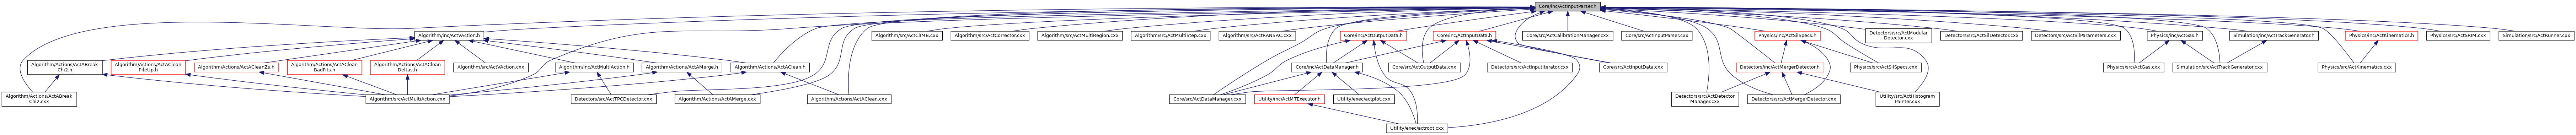 Core/inc/ActInputParser.h
Algorithm/inc/ActVAction.h
Algorithm/src/ActCIIMB.cxx
Algorithm/src/ActCorrector.cxx
Algorithm/src/ActMultiRegion.cxx
Algorithm/src/ActMultiStep.cxx
Algorithm/src/ActRANSAC.cxx
Core/inc/ActOutputData.h
Core/inc/ActInputData.h
Core/src/ActCalibrationManager.cxx
Core/src/ActInputParser.cxx
Physics/inc/ActSilSpecs.h
Detectors/src/ActModular
Detector.cxx
Detectors/src/ActSilDetector.cxx
Detectors/src/ActSilParameters.cxx
Physics/inc/ActGas.h
Simulation/inc/ActTrackGenerator.h
Physics/inc/ActKinematics.h
Physics/src/ActSRIM.cxx
Simulation/src/ActRunner.cxx
Algorithm/Actions/ActABreak
Chi2.h
Algorithm/Actions/ActAClean
PileUp.h
Algorithm/Actions/ActACleanZs.h
Algorithm/Actions/ActAClean
BadFits.h
Algorithm/Actions/ActAClean
Deltas.h
Algorithm/src/ActVAction.cxx
Algorithm/inc/ActMultiAction.h
Algorithm/Actions/ActAMerge.h
Algorithm/Actions/ActAClean.h
Core/inc/ActDataManager.h
Core/src/ActOutputData.cxx
Detectors/src/ActInputIterator.cxx
Core/src/ActInputData.cxx
Detectors/inc/ActMergerDetector.h
Physics/src/ActSilSpecs.cxx
Physics/src/ActGas.cxx
Simulation/src/ActTrackGenerator.cxx
Physics/src/ActKinematics.cxx
Algorithm/Actions/ActABreak
Chi2.cxx
Algorithm/src/ActMultiAction.cxx
Detectors/src/ActTPCDetector.cxx
Algorithm/Actions/ActAMerge.cxx
Algorithm/Actions/ActAClean.cxx
Core/src/ActDataManager.cxx
Utility/inc/ActMTExecutor.h
Utility/exec/actplot.cxx
Detectors/src/ActDetector
Manager.cxx
Detectors/src/ActMergerDetector.cxx
Utility/src/ActHistogram
Painter.cxx
Utility/exec/actroot.cxx